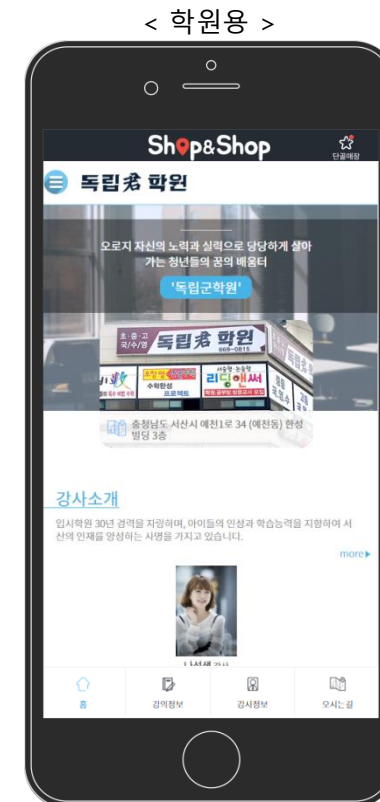 < 학원용 >
Shop&Shop
단골매장
독립君 학원
오로지 자신의 노력과 실력으로 당당하게 살아
가는 청년들의 꿈의 배움터
'독립군학원'
초·중·고
국/수/영
독립君 학원
669-0815
수학완성
프로젝트
리딩앤써
충청남도 서산시 예천1로 34 (예천동) 한성
빌딩 3층
강사소개
입시학원 30년 경력을 자랑하며, 아이들의 인성과 학습능력을 지향하여 서
산의 인재를 양성하는 사명을 가지고 있습니다.
more▶
강사
홈
강의정보
강사정보
오시는길